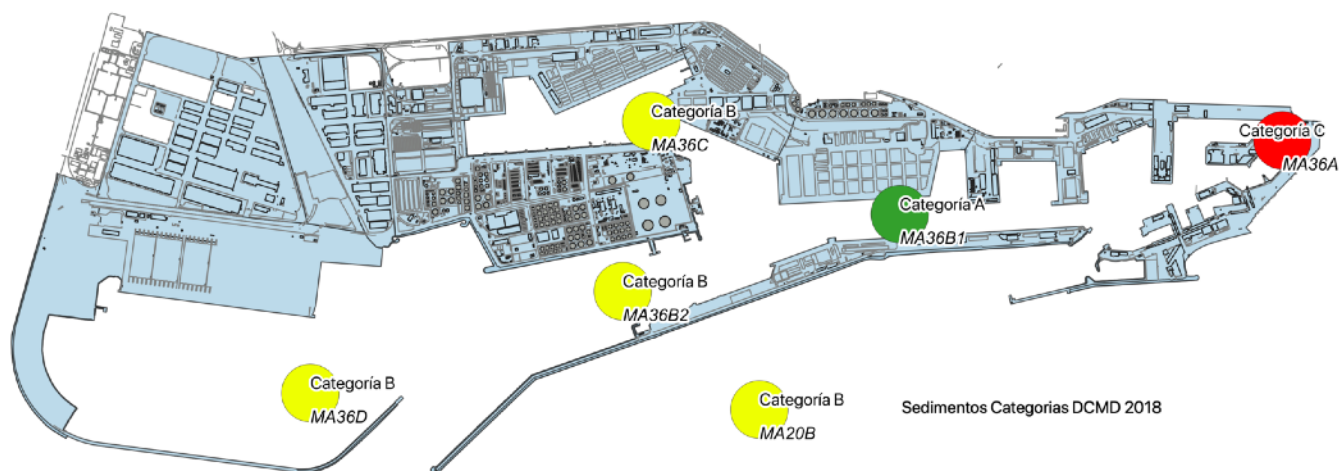 Categoría B
MA36C
Categoría C
MA36A
Categoría A
MA36B1
Categoría B
MA36B2
Categoría B
MA36D
Categoría B
MA20B
Sedimentos Categorias DCMD 2018